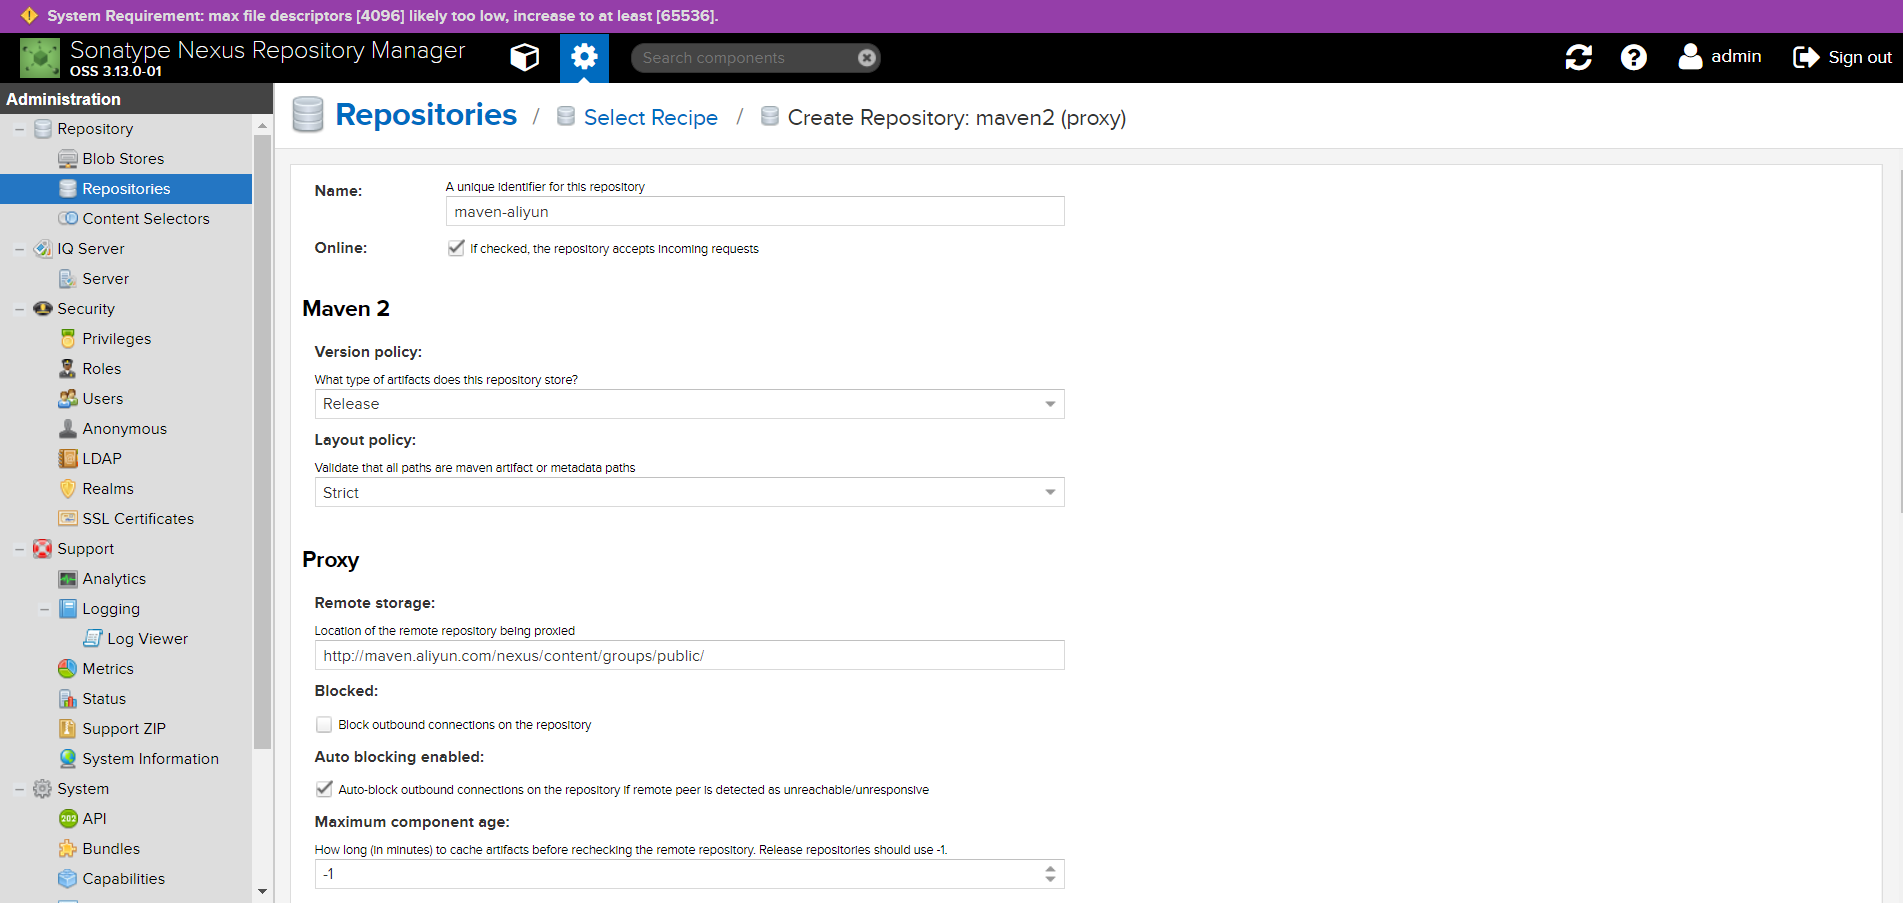 System Requirement: max file descriptors [4096] likely too low, increase to at least [65536].
Sonatype Nexus Repository Manager
OSS 3.13.0-01
Search components
admin
Sign out
Administration
Repository
Blob Stores
Repositories
Content Selectors
IQ Server
Server
Security
Privileges
Roles
Users
Anonymous
LDAP
Realms
SSL Certificates
Support
Analytics
Logging
Log Viewer
Metrics
Status
Support ZIP
System Information
System
API
Bundles
Capabilities
Repositories / Select Recipe / Create Repository: maven2 (proxy)
Name:
A unique identifier for this repository
maven-aliyun
Online:
If checked, the repository accepts incoming requests
Maven 2
Version policy:
What type of artifacts does this repository store?
Release
Layout policy:
Validate that all paths are maven artifact or metadata paths
Strict
Proxy
Remote storage:
Location of the remote repository being proxied
http://maven.aliyun.com/nexus/content/groups/public/
Blocked:
Block outbound connections on the repository
Auto blocking enabled:
Auto-block outbound connections on the repository if remote peer is detected as unreachable/unresponsive
Maximum component age:
How long (in minutes) to cache artifacts before rechecking the remote repository. Release repositories should use -1.
-1